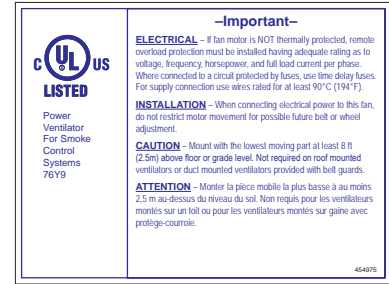 –Important–
ELECTRICAL – If fan motor is NOT thermally protected, remote
overload protection must be installed having adequate rating as to
voltage, frequency, horsepower, and full load current per phase.
Where connected to a circuit protected by fuses, use time delay fuses.
For supply connection use wires rated for at least 90°C (194°F).
INSTALLATION – When connecting electrical power to this fan,
do not restrict motor movement for possible future belt or wheel
adjustment.
CAUTION – Mount with the lowest moving part at least 8 ft
(2.5m) above floor or grade level. Not required on roof mounted
ventilators or duct mounted ventilators provided with belt guards.
ATTENTION – Monter la pièce mobile la plus basse à au moins
2,5 m au-dessus du niveau du sol. Non requis pour les ventilateurs
montés sur un toit ou pour les ventilateurs montés sur gaine avec
protège-courroie.
454975
C UL US
LISTED
Power
Ventilator
For Smoke
Control
Systems
76Y9